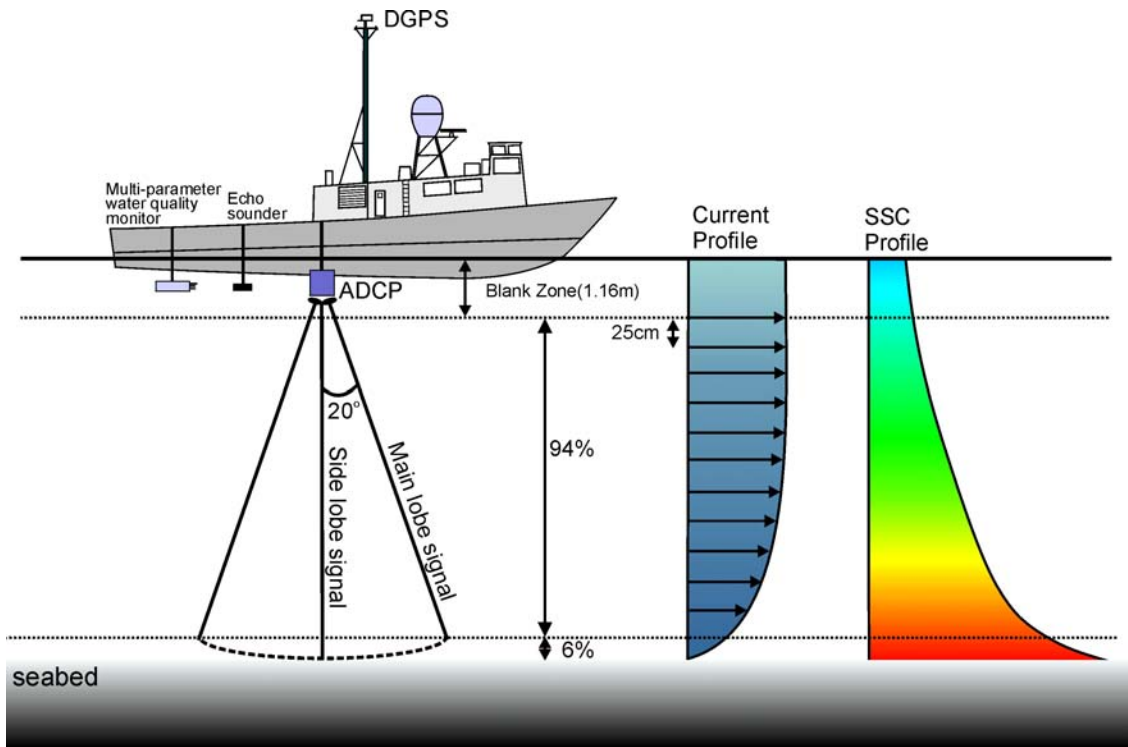 DGPS
Multi-parameter
water quality
monitor
Echo
sounder
ADCP
Blank Zone(1.16m)
Current
Profile
SSC
Profile
25cm
20°
94%
Side lobe signal
Main lobe signal
6%
seabed